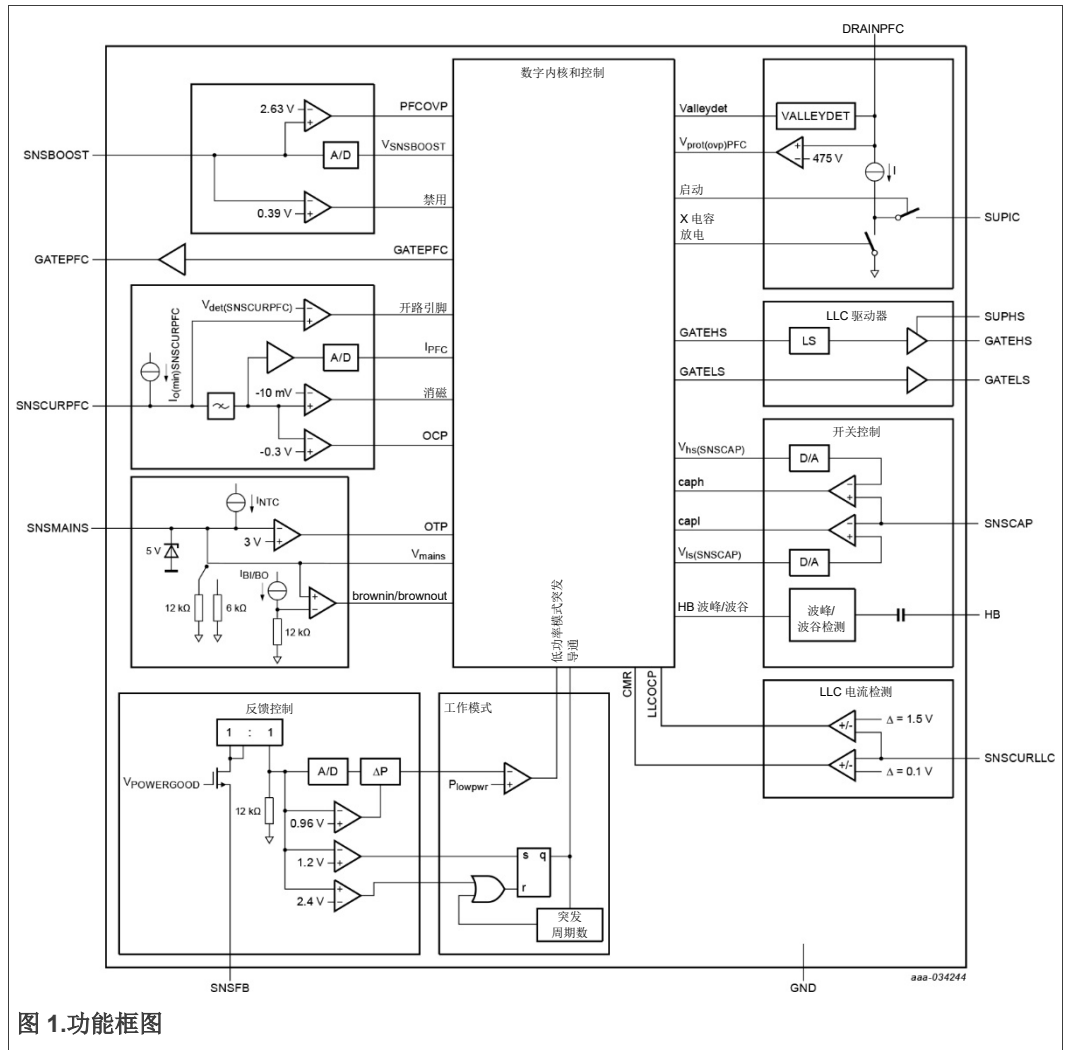 DRAINPFC
数字内核和控制
2.63 V
PFCOVP
SNSBOOST
A/D
VSNSBOOST
0.39 V
禁用
GATEPFC
GATEPFC
Vdet(SNSCURPFC)
开路引脚
Io(min)SNSCURPFC
A/D
IPFC
SNSCURPFC
-10 mV
消磁
-0.3 V
OCP
INTC
SNSMAINS
3 V
OTP
5 V
Vmains
IBI/BO
12 kΩ
6 kΩ
brownin/brownout
12 kΩ
Valleydet
VALLEYDET
Vprot(ovp)PFC
475 V
I
启动
X 电容
放电
SUPIC
LLC 驱动器
SUPHS
GATEHS
LS
GATEHS
GATELS
GATELS
开关控制
Vhs(SNSCAP)
D/A
caph
capl
SNSCAP
Vls(SNSCAP)
D/A
HB 波峰/波谷
波峰/
波谷检测
HB
低功率模式突发
导通
CMR
LLCOCP
LLC 电流检测
+/-
Δ = 1.5 V
SNSCURLLC
+/-
Δ = 0.1 V
反馈控制
1 : 1
VPOWERGOOD
12 kΩ
A/D
ΔP
0.96 V
1.2 V
2.4 V
工作模式
Plowpwr
s q
r
突发
周期数
SNSFB
GND
aaa-034244
图 1.功能框图